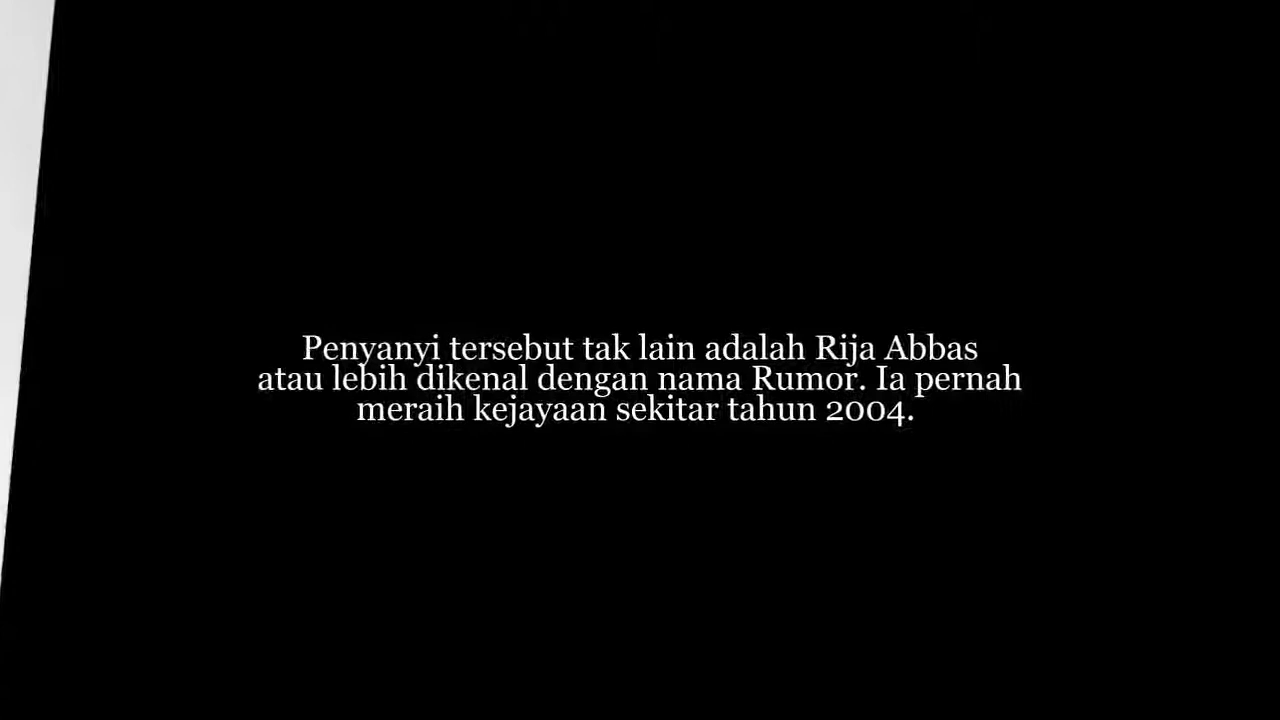 Penyanyi tersebut tak lain adalah Rija Abbas
atau lebih dikenal dengan nama Rumor. Ia pernah
meraih kejayaan sekitar tahun 2004.